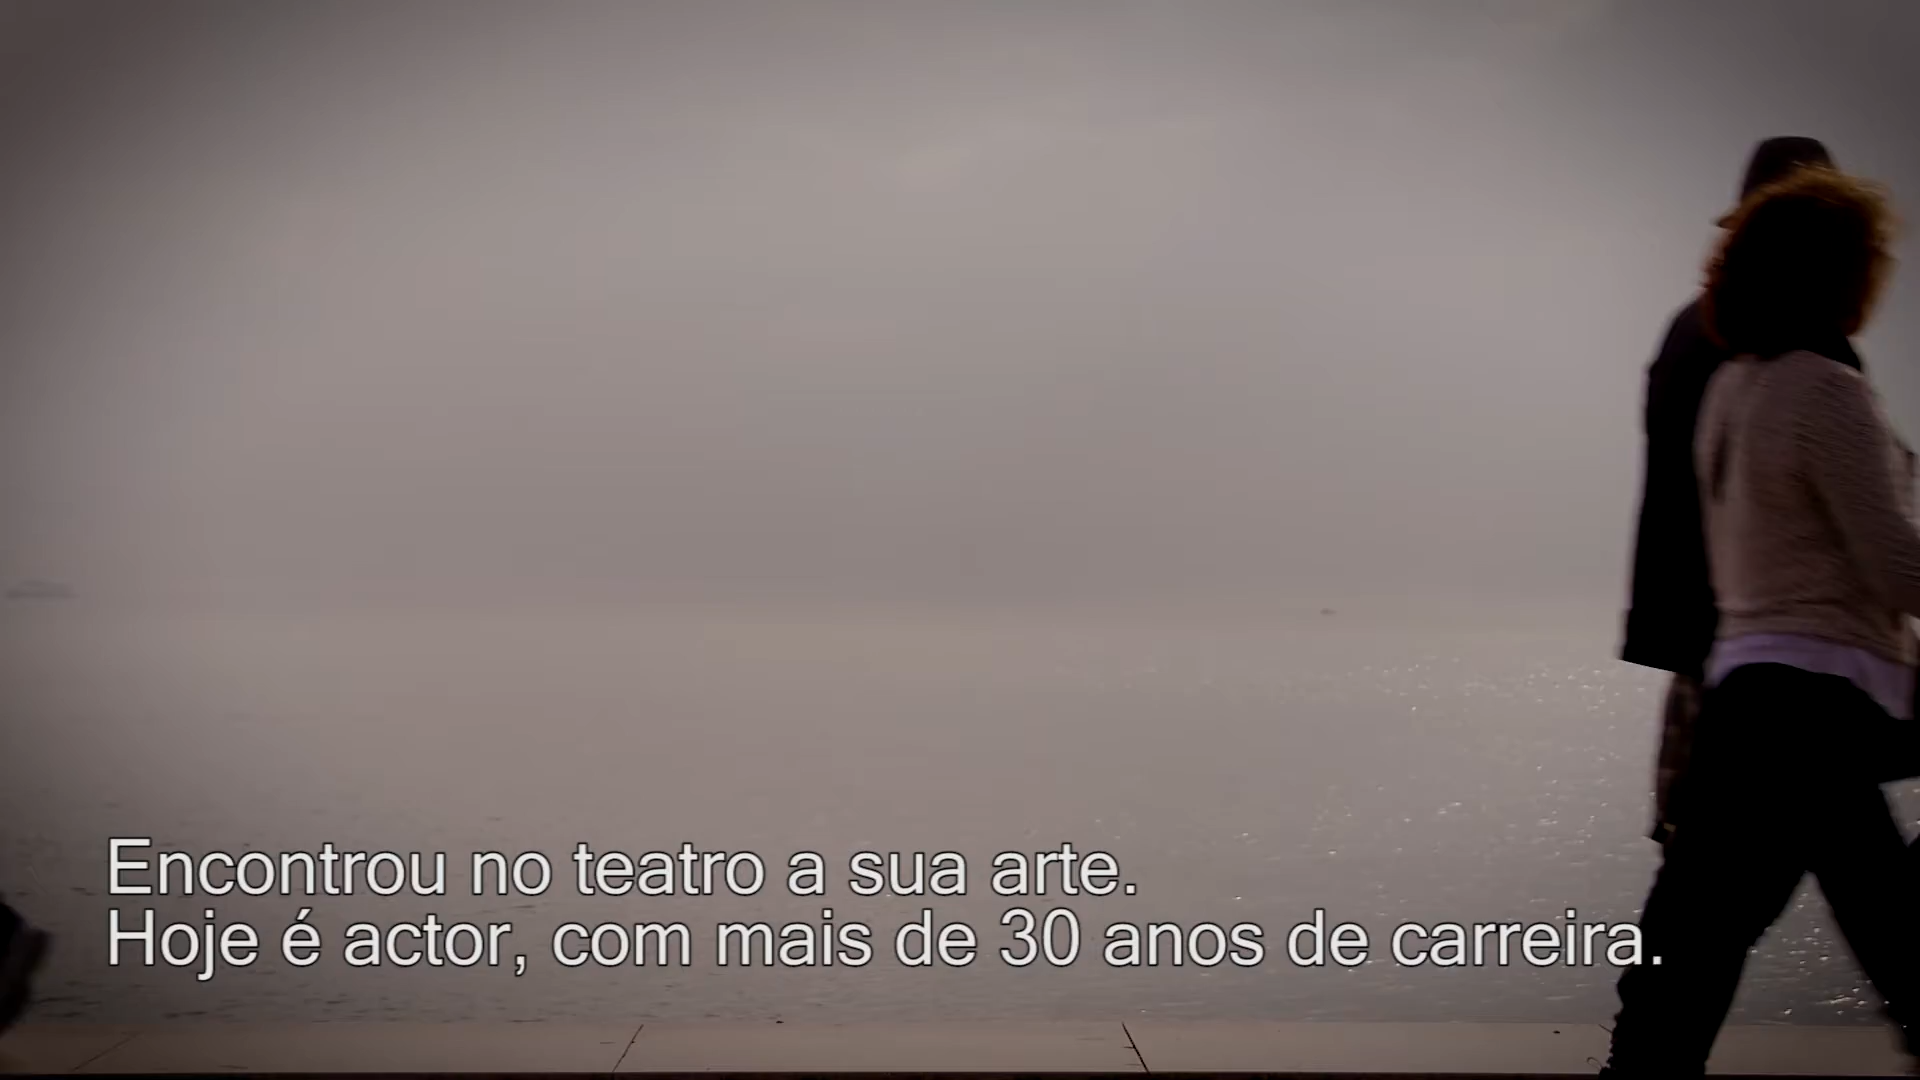 Encontrou no teatro a sua arte.
Hoje é actor, com mais de 30 anos de carreira.